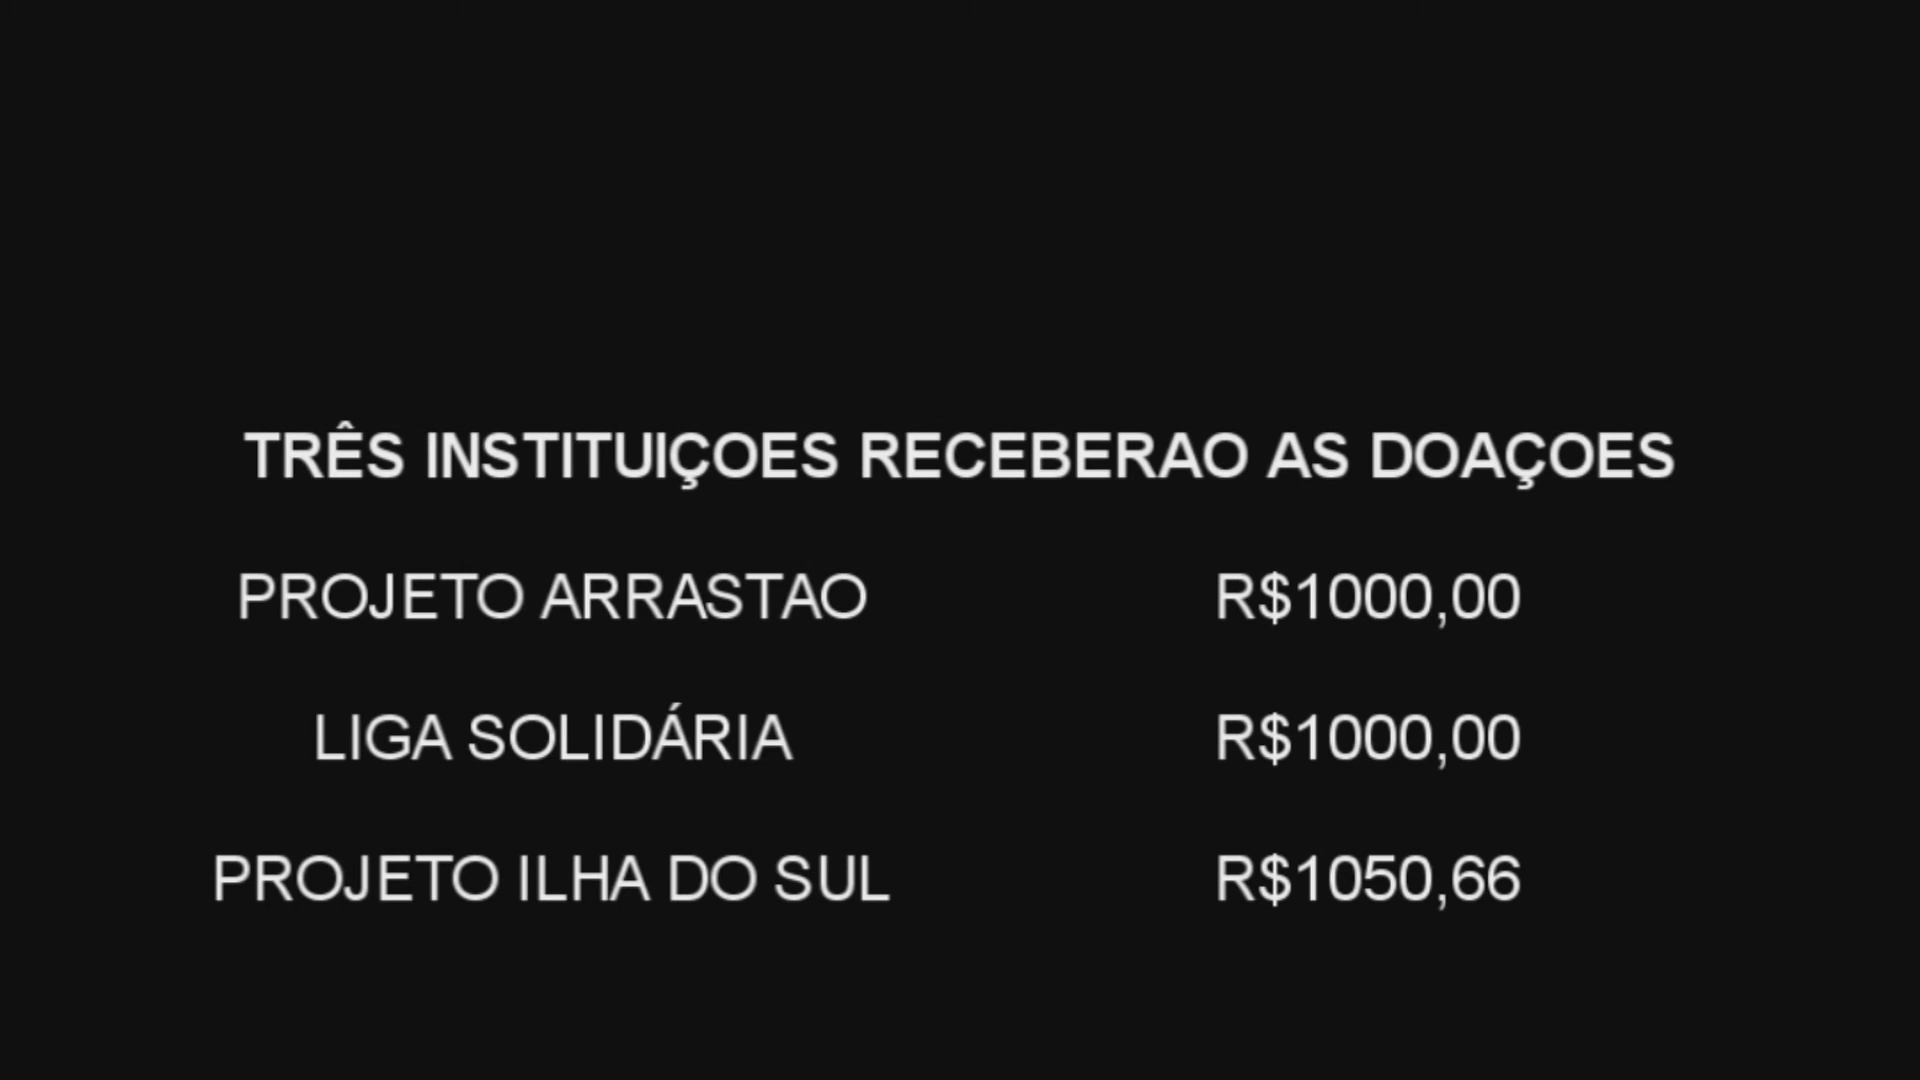 TRÊS INSTITUIÇOES RECEBERAO AS DOAÇOES
PROJETO ARRASTAO R$1000,00
LIGA SOLIDÁRIA R$1000,00
PROJETO ILHA DO SUL R$1050,66